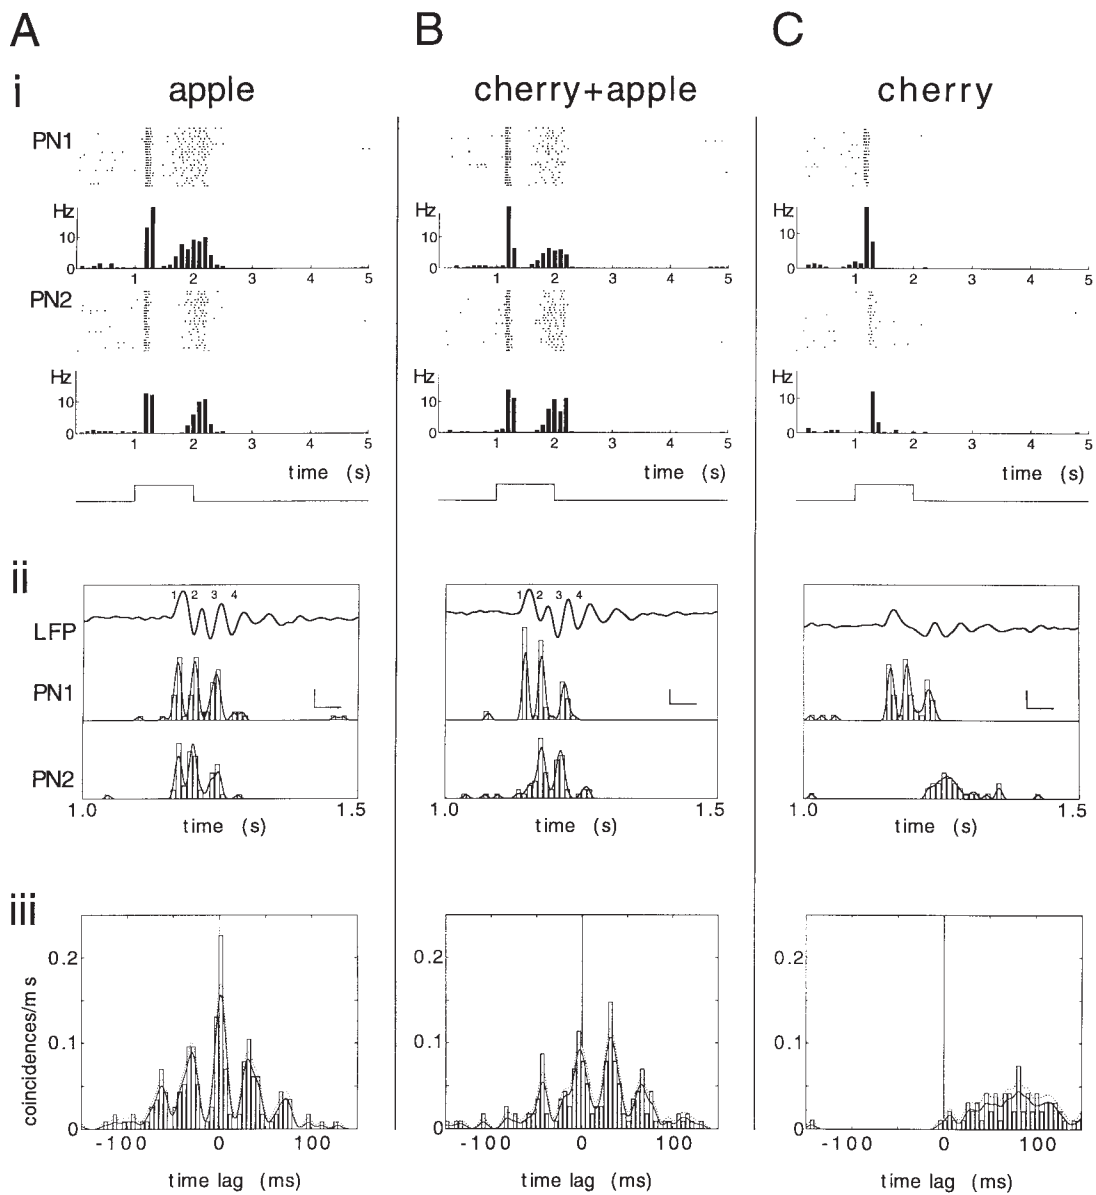 A B C
i apple cherry+apple cherry
PN1
Hz Hz Hz
10 10 10
0 1 2 3 4 5 0 1 2 3 4 5 0 1 2 3 4 5
PN2
Hz Hz Hz
10 10 10
0 1 2 3 4 5 0 1 2 3 4 5 0 1 2 3 4 5
time (s) time (s) time (s)
ii
1 2 3 4 1 2 3 4
LFP
PN1
PN2
1.0 1.5 1.0 1.5 1.0 1.5
time (s) time (s) time (s)
iii
0.2 0.2 0.2
0.1 0.1 0.1
coincidences/ms
0 0 0
-100 0 100 -100 0 100 -100 0 100
time lag (ms) time lag (ms) time lag (ms)